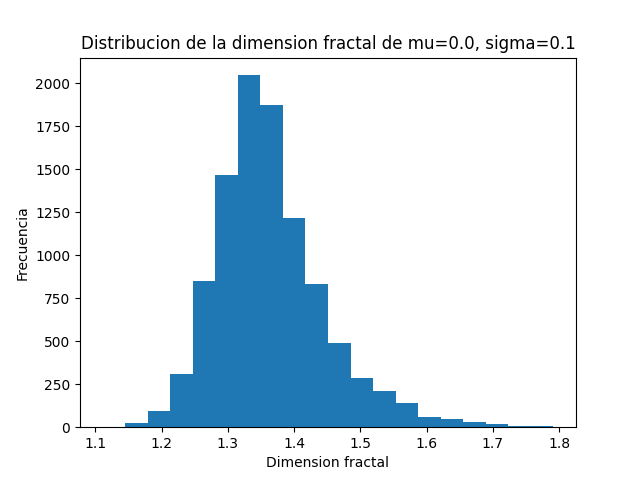 Distribucion de la dimension fractal de mu=0.0, sigma=0.1
2000
1750
1500
1250
1000
750
500
250
0
Frecuencia
1.1 1.2 1.3 1.4 1.5 1.6 1.7 1.8
Dimension fractal